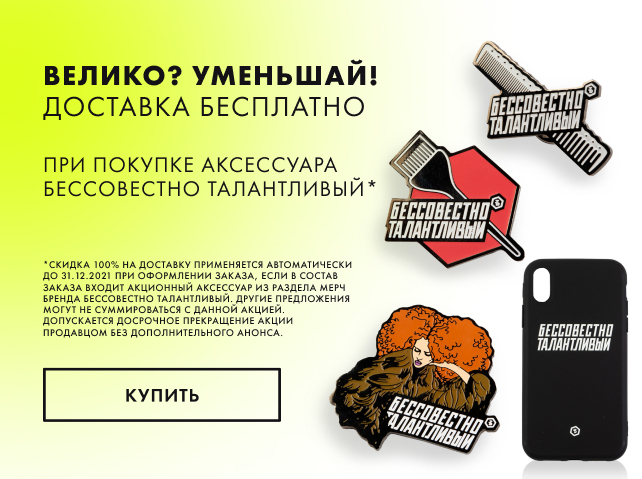 ВЕЛИКО? УМЕНЬШАЙ!
ДОСТАВКА БЕСПЛАТНО
ПРИ ПОКУПКЕ АКСЕССУАРА
БЕССОВЕСТНО ТАЛАНТЛИВЫЙ*
*СКИДКА 100% НА ДОСТАВКУ ПРИМЕНЯЕТСЯ АВТОМАТИЧЕСКИ
ДО 31.12.2021 ПРИ ОФОРМЛЕНИИ ЗАКАЗА, ЕСЛИ В СОСТАВ
ЗАКАЗА ВХОДИТ АКЦИОННЫЙ АКСЕССУАР ИЗ РАЗДЕЛА МЕРЧ
БРЕНДА БЕССОВЕСТНО ТАЛАНТЛИВЫЙ. ДРУГИЕ ПРЕДЛОЖЕНИЯ
МОГУТ НЕ СУММИРОВАТЬСЯ С ДАННОЙ АКЦИЕЙ.
ДОПУСКАЕТСЯ ДОСРОЧНОЕ ПРЕКРАЩЕНИЕ АКЦИИ
ПРОДАВЦОМ БЕЗ ДОПОЛНИТЕЛЬНОГО АНОНСА.
КУПИТЬ
БЕССОВЕСТНО
ТАЛАНТЛИВЫЙ
БЕССОВЕСТНО
ТАЛАНТЛИВЫЙ
БЕССОВЕСТНО
ТАЛАНТЛИВЫЙ
БЕССОВЕСТНО
ТАЛАНТЛИВЫЙ